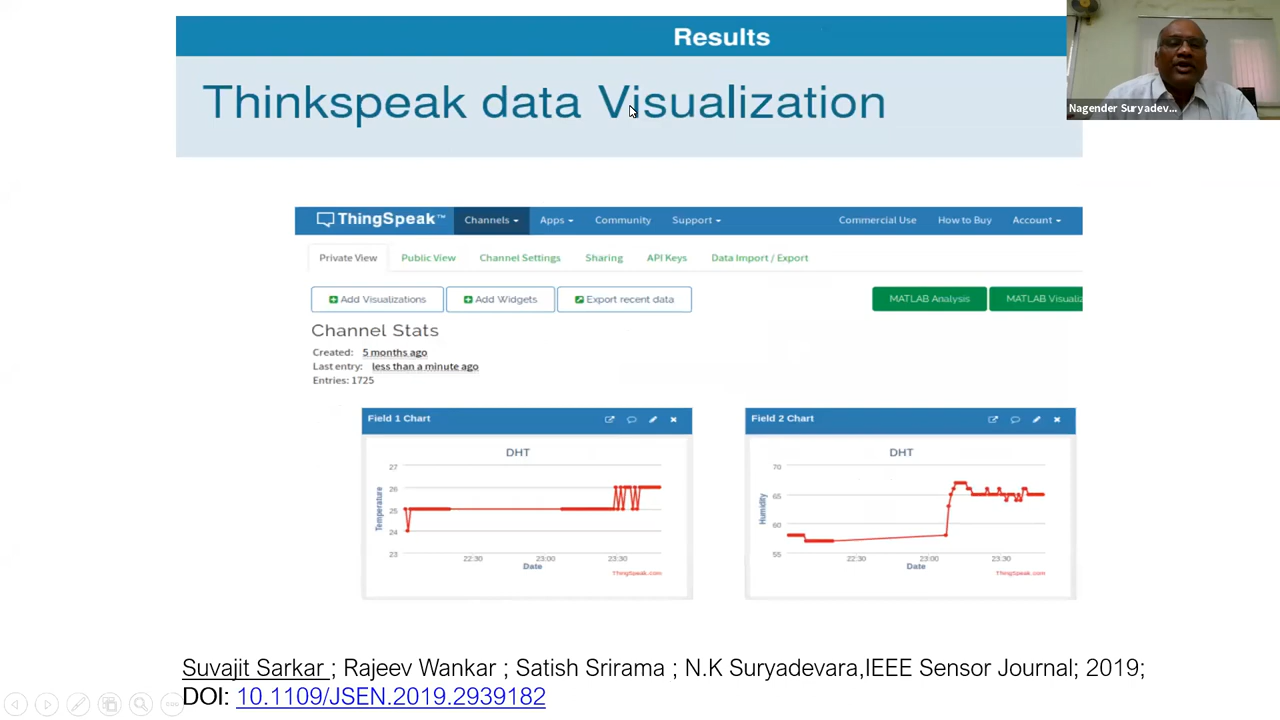 Results
Thinkspeak data Visualization
Nagender Suryadev...
ThingSpeak™ Channels Apps Community Support Commercial Use How to Buy Account
Private View Public View Channel Settings Sharing API Keys Data Import / Export
Add Visualizations Add Widgets Export recent data MATLAB Analysis MATLAB Visualiz
Channel Stats
Created: 5 months ago
Last entry: less than a minute ago
Entries: 1725
Field 1 Chart
DHT
Temperature
27
26
25
24
23
22:30 23:00 23:30
Date
ThingSpeak.com
Field 2 Chart
DHT
Humidity
70
65
60
55
22:30 23:00 23:30
Date
ThingSpeak.com
Suvajit Sarkar ; Rajeev Wankar ; Satish Srirama ; N.K Suryadevara,IEEE Sensor Journal; 2019;
DOI: 10.1109/JSEN.2019.2939182